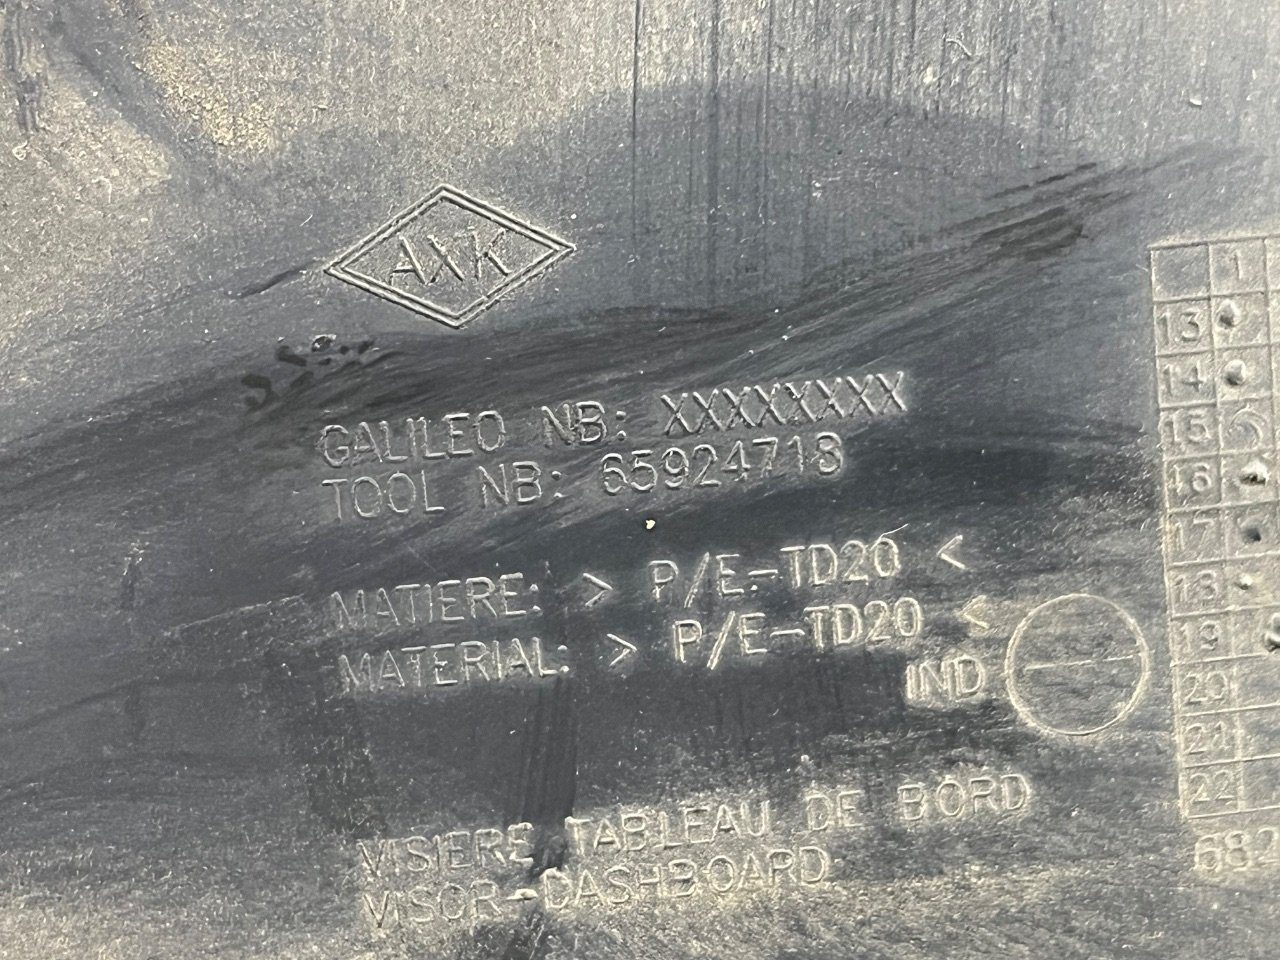 AXK
GALILEO NB: XXXXXXXX
TOOL NB: 65924718
MATIERE: > P/E-TD20 <
MATERIAL: > P/E-TD20 <
IND
VISIERE TABLEAU DE BORD
VISOR-DASHBOARD
1
13
14
15
16
17
18
19
20
21
22
682